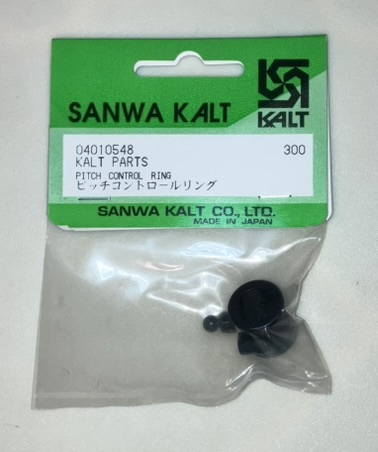 SANWA KALT
KALT
04010548 300
KALT PARTS
PITCH CONTROL RING
ピッチコントロールリング
SANWA KALT CO., LTD.
MADE IN JAPAN